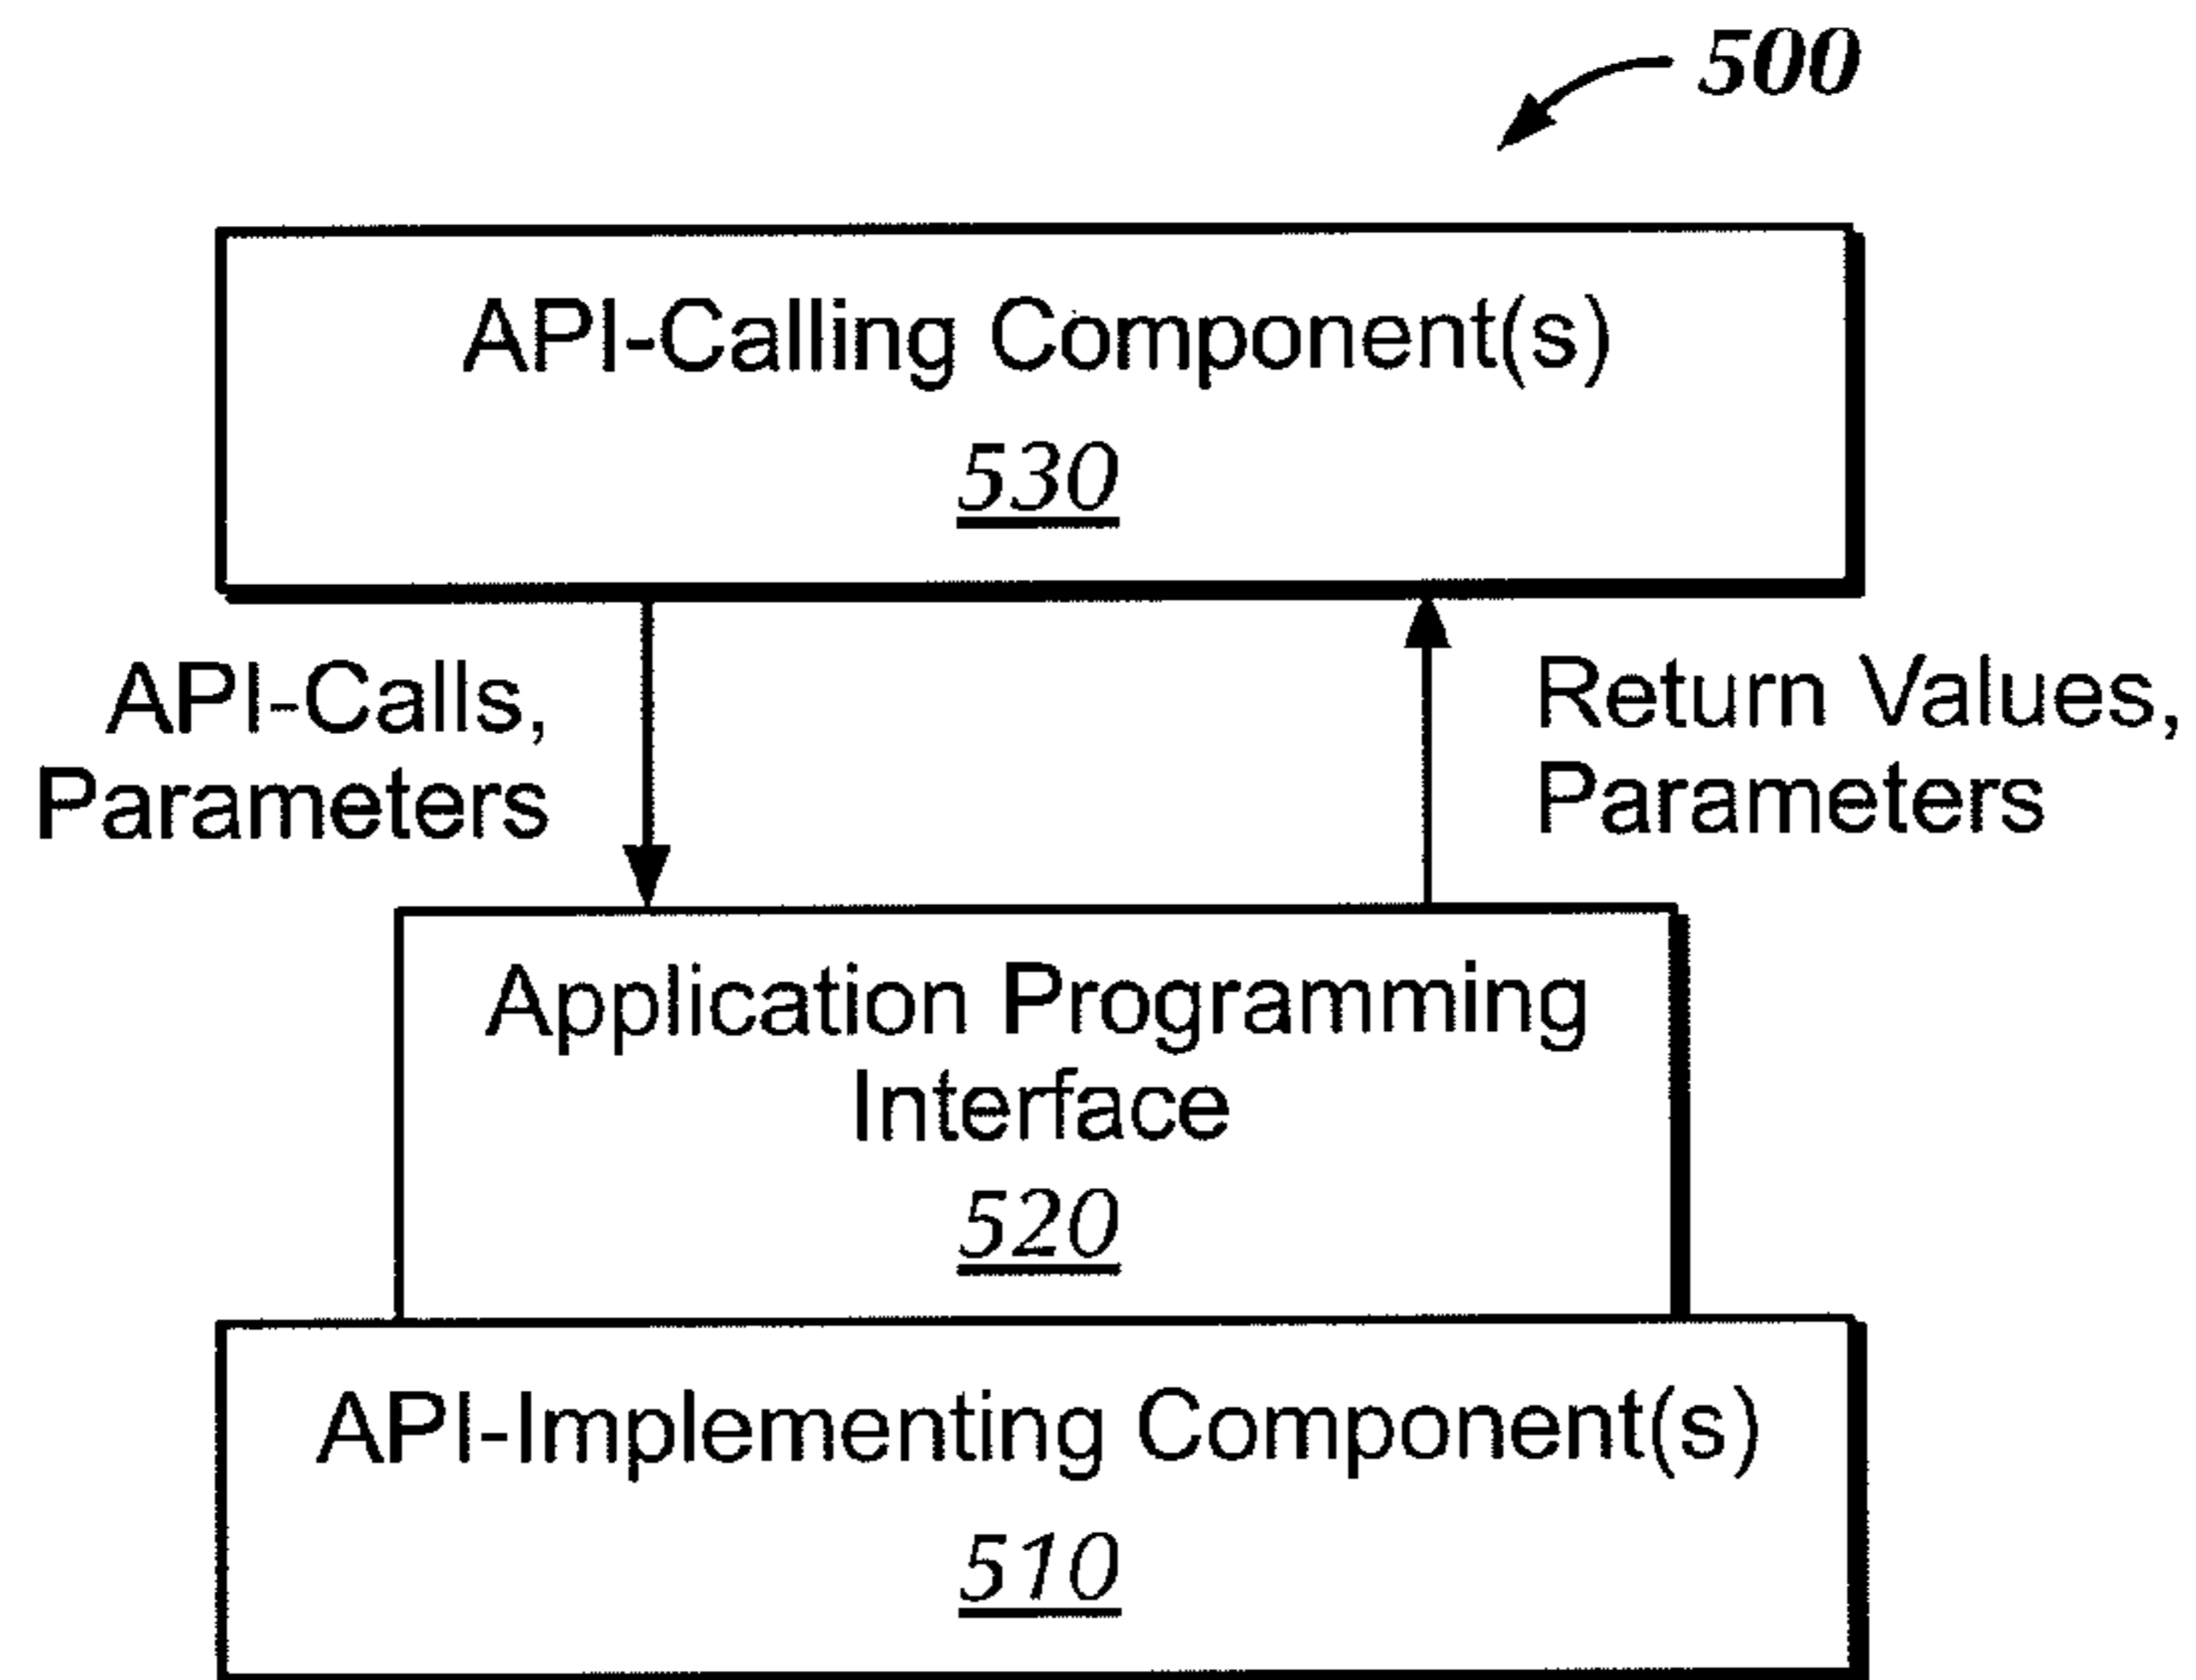 500
API-Calling Component(s)
530
API-Calls,
Parameters
Return Values,
Parameters
Application Programming
Interface
520
API-Implementing Component(s)
510